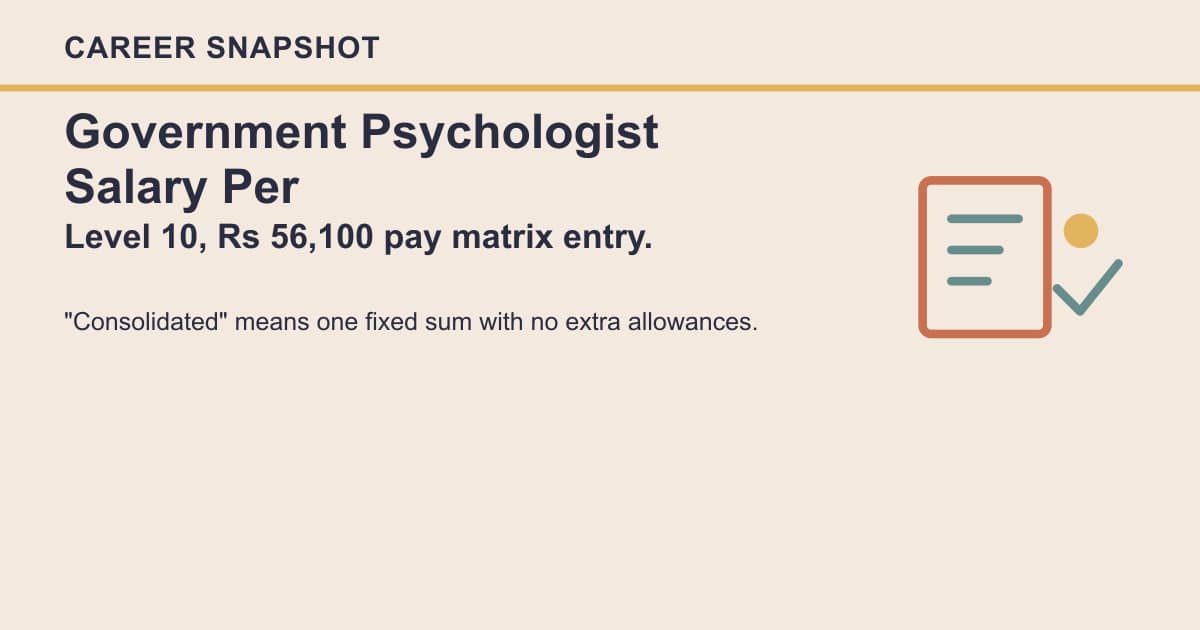 CAREER SNAPSHOT
Government Psychologist
Salary Per
Level 10, Rs 56,100 pay matrix entry.
"Consolidated" means one fixed sum with no extra allowances.